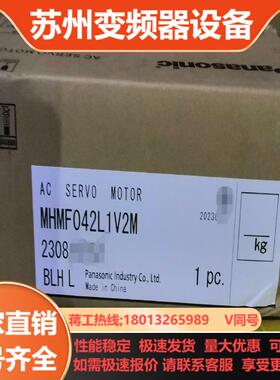 苏州变频器设备
Panasonic
AC SERVO MOTOR
MHMF042L1V2M
2023
2308
kg
BLH L
Panasonic Industry Co., Ltd.
Made in China
1 pc.
直销
蒋工热线;18013265989 V同号
号齐全
性能稳定 极速发货 大量优惠 可
如需极速报价 请联系客服 享受更